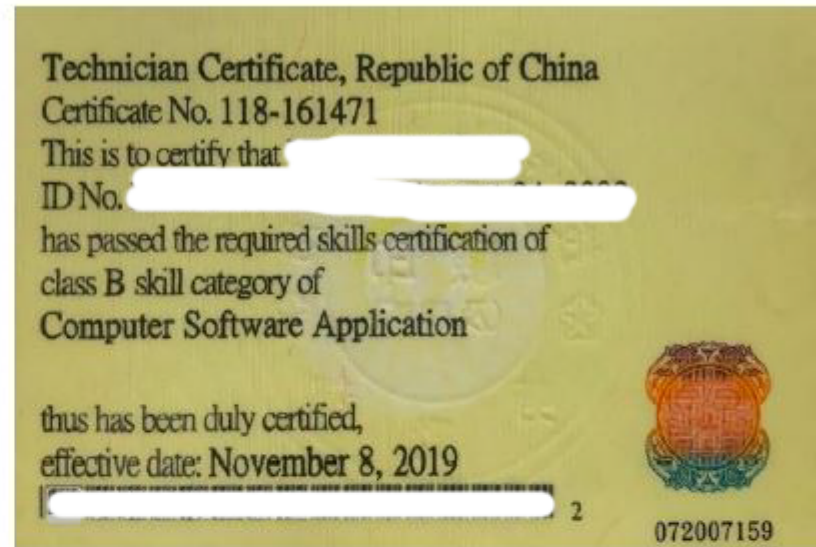 Technician Certificate, Republic of China
Certificate No. 118-161471
This is to certify that
ID No.
has passed the required skills certification of
class B skill category of
Computer Software Application
thus has been duly certified,
effective date: November 8, 2019
2
072007159